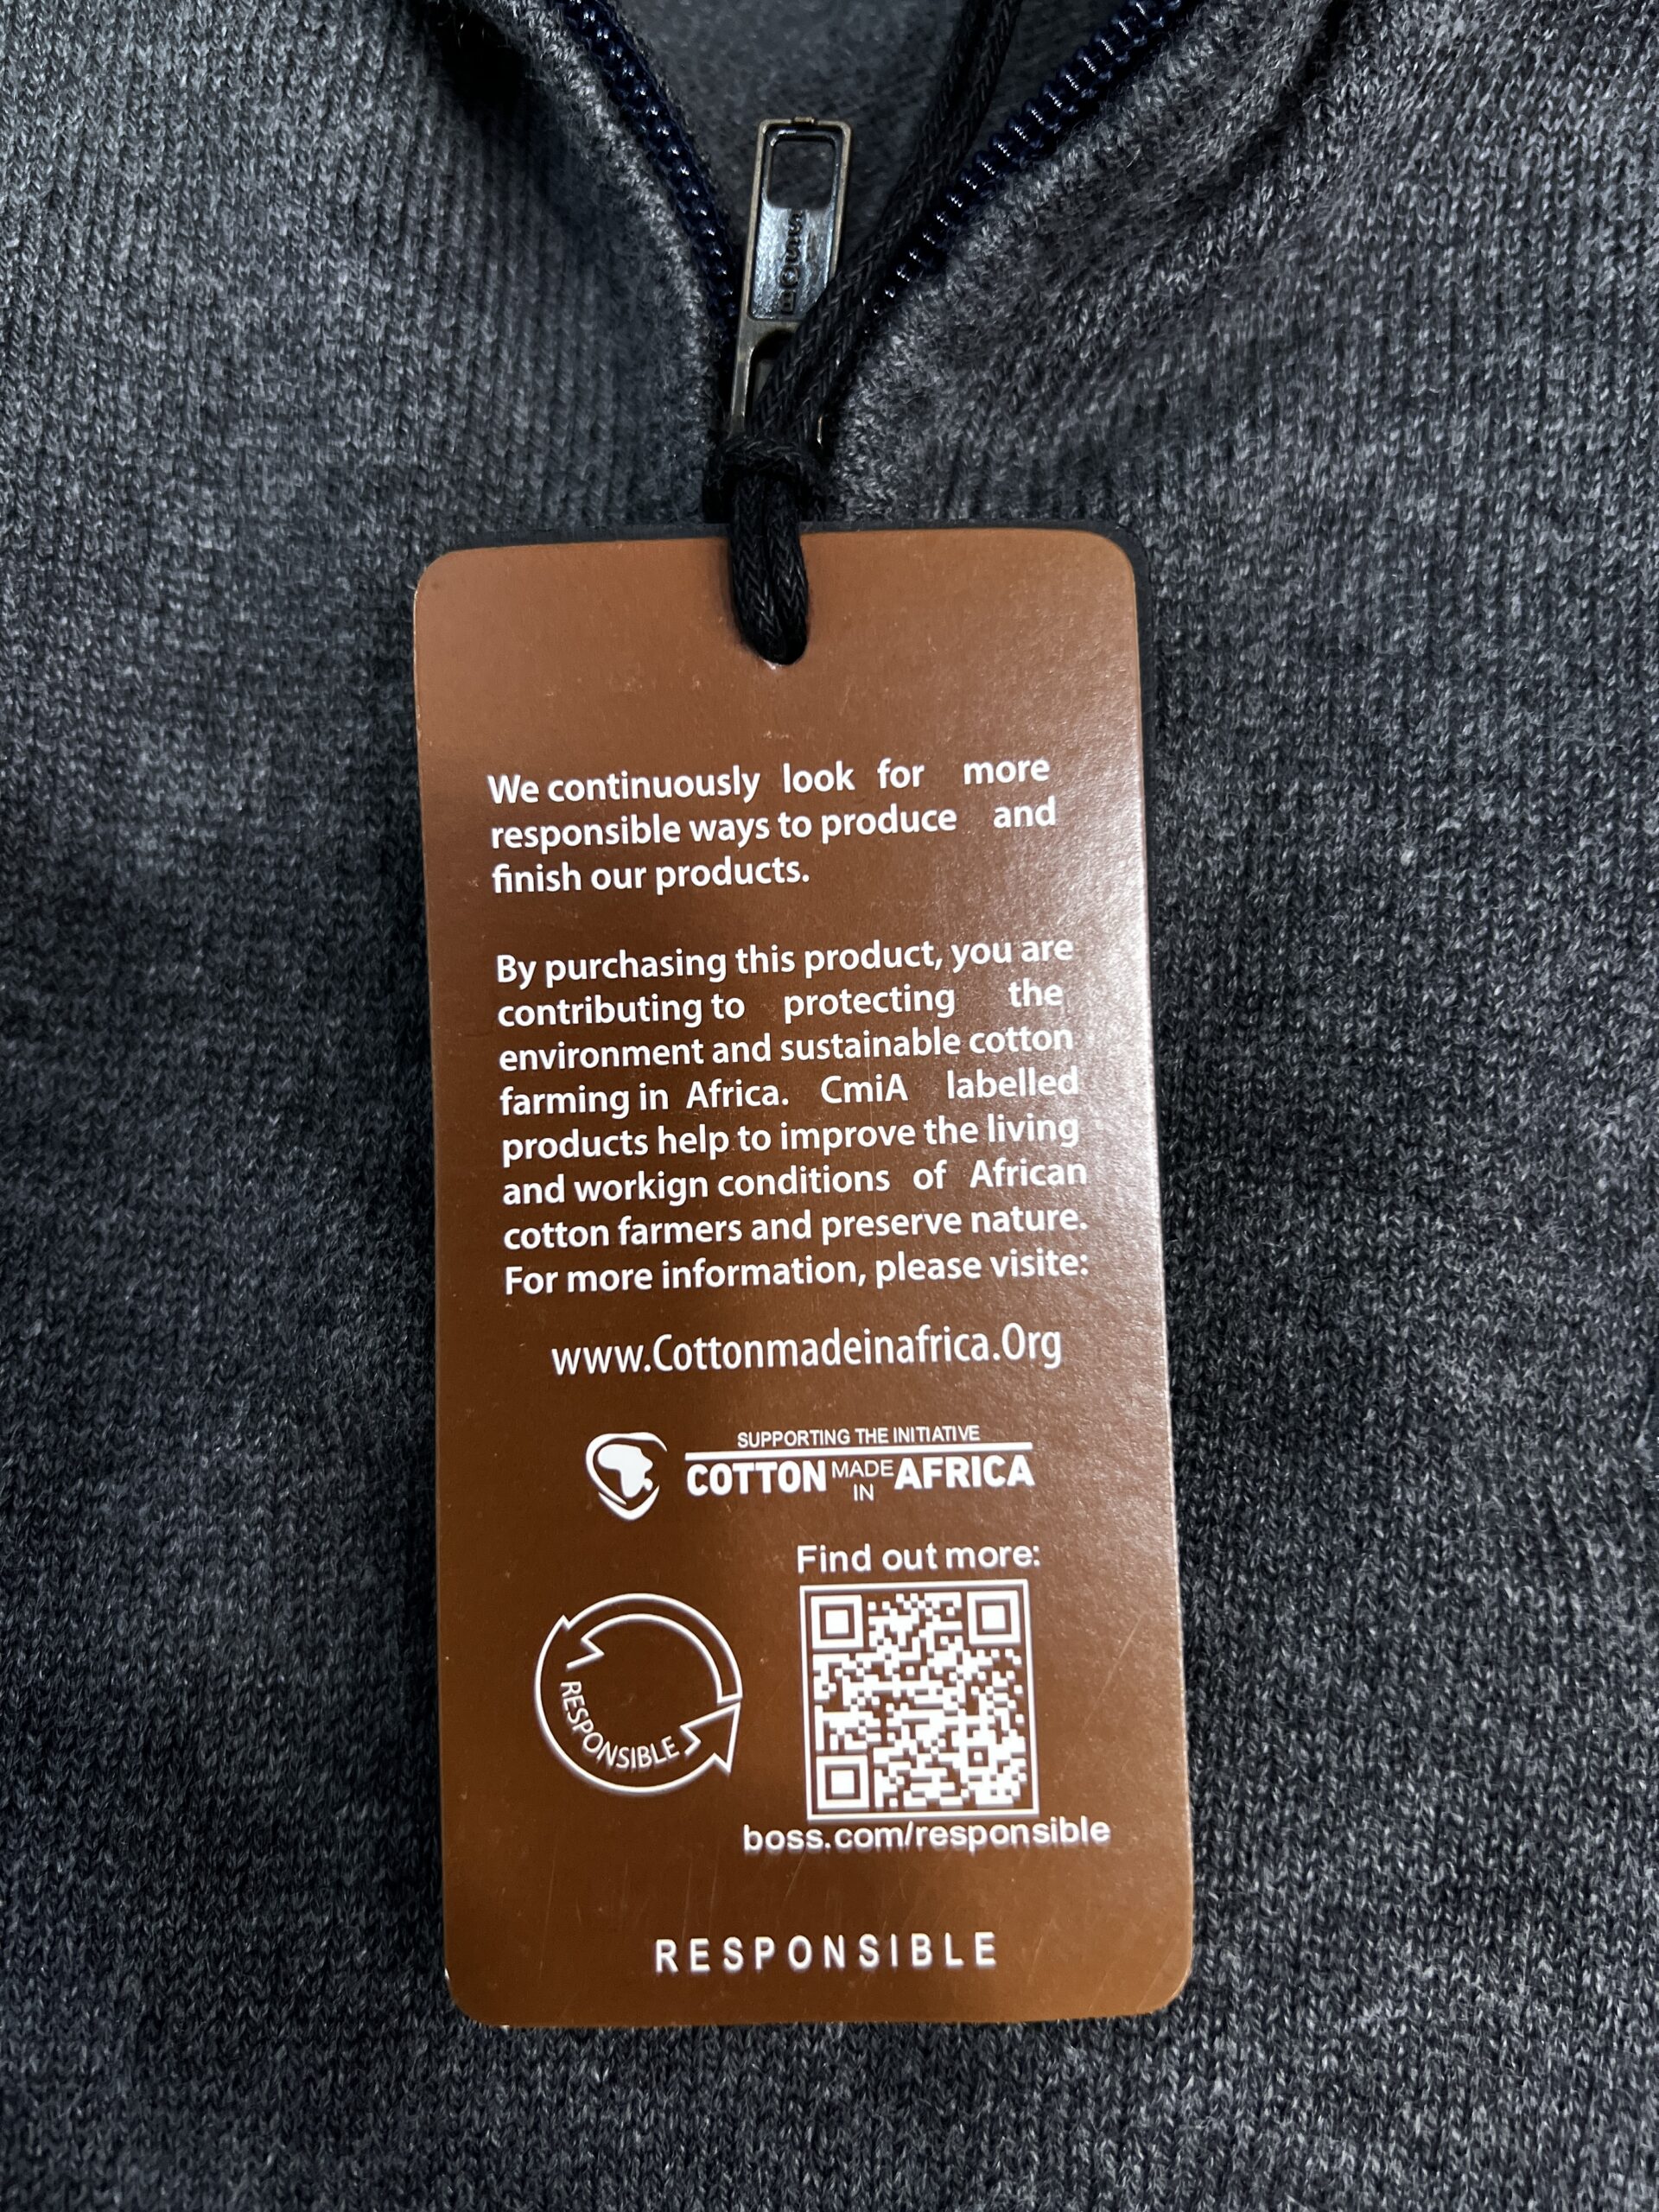 We continuously look for more
responsible ways to produce and
finish our products.
By purchasing this product, you are
contributing to protecting the
environment and sustainable cotton
farming in Africa. CmiA labelled
products help to improve the living
and workign conditions of African
cotton farmers and preserve nature.
For more information, please visite:
www.Cottonmadeinafrica.Org
SUPPORTING THE INITIATIVE
COTTON MADE IN AFRICA
Find out more:
RESPONSIBLE
boss.com/responsible
RESPONSIBLE